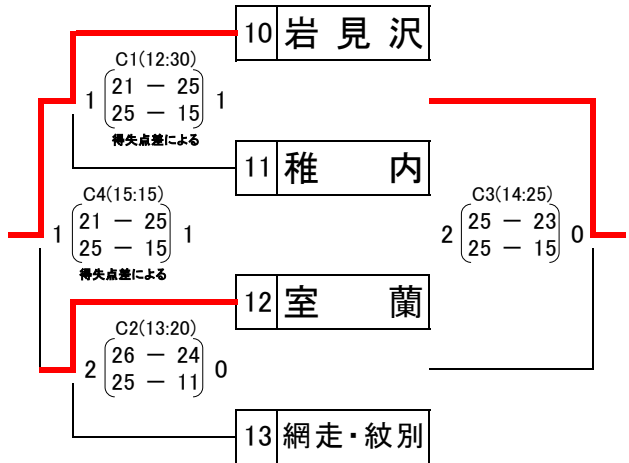 10 岩見沢
C1(12:30)
1 21 － 25 1
25 － 15
得失点差による
11 稚内
C4(15:15)
1 21 － 25 1
25 － 15
得失点差による
C3(14:25)
2 25 － 23 0
25 － 15
12 室蘭
C2(13:20)
2 26 － 24 0
25 － 11
13 網走・紋別